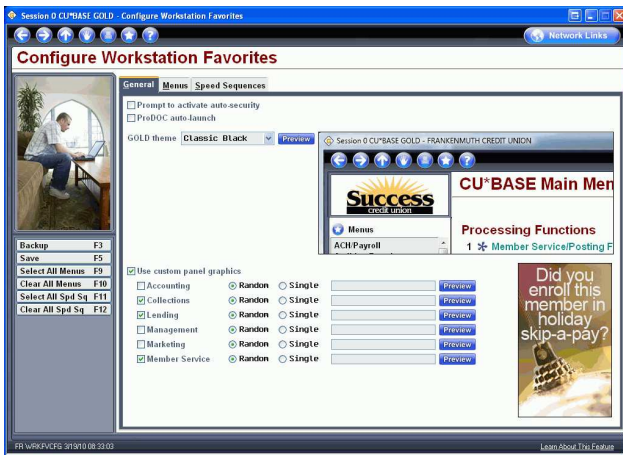 Session 0 CU*BASE GOLD - Configure Workstation Favorites
Network Links
Configure Workstation Favorites
General Menus Speed Sequences
Prompt to activate auto-security
ProDOC auto-launch
GOLD theme Classic Black Preview
Session 0 CU*BASE GOLD - FRANKENMUTH CREDIT UNION
Success
credit union
CU*BASE Main Men
Menus
ACH/Payroll
Processing Functions
1 Member Service/Posting F
Backup F3
Save F5
Select All Menus F9
Clear All Menus F10
Select All Spd Sq F11
Clear All Spd Sq F12
Use custom panel graphics
Accounting Random Single Preview
Collections Random Single Preview
Lending Random Single Preview
Management Random Single Preview
Marketing Random Single Preview
Member Service Random Single Preview
Did you
enroll this
member in
holiday
skip-a-pay?
FR WRKFVCFG 3/19/10 08:33:03
Learn About This Feature